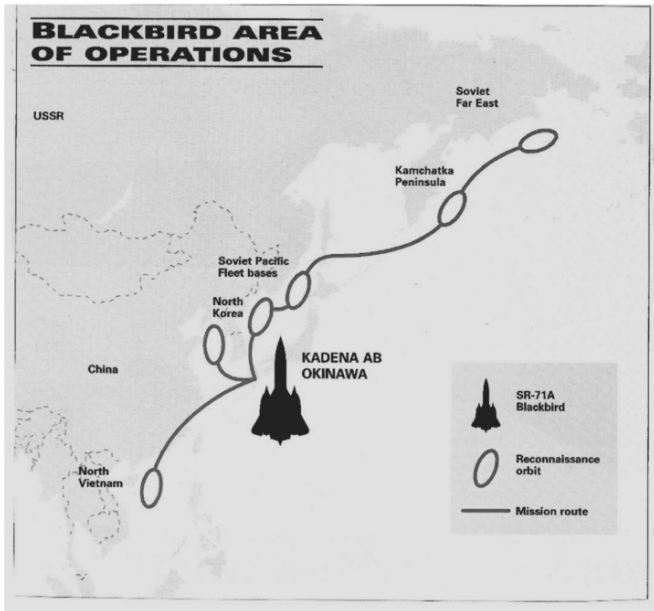 BLACKBIRD AREA
OF OPERATIONS
USSR
Soviet
Far East
Kamchatka
Peninsula
Soviet Pacific
Fleet bases
North
Korea
KADENA AB
OKINAWA
China
North
Vietnam
SR-71A
Blackbird
Reconnaissance
orbit
Mission route